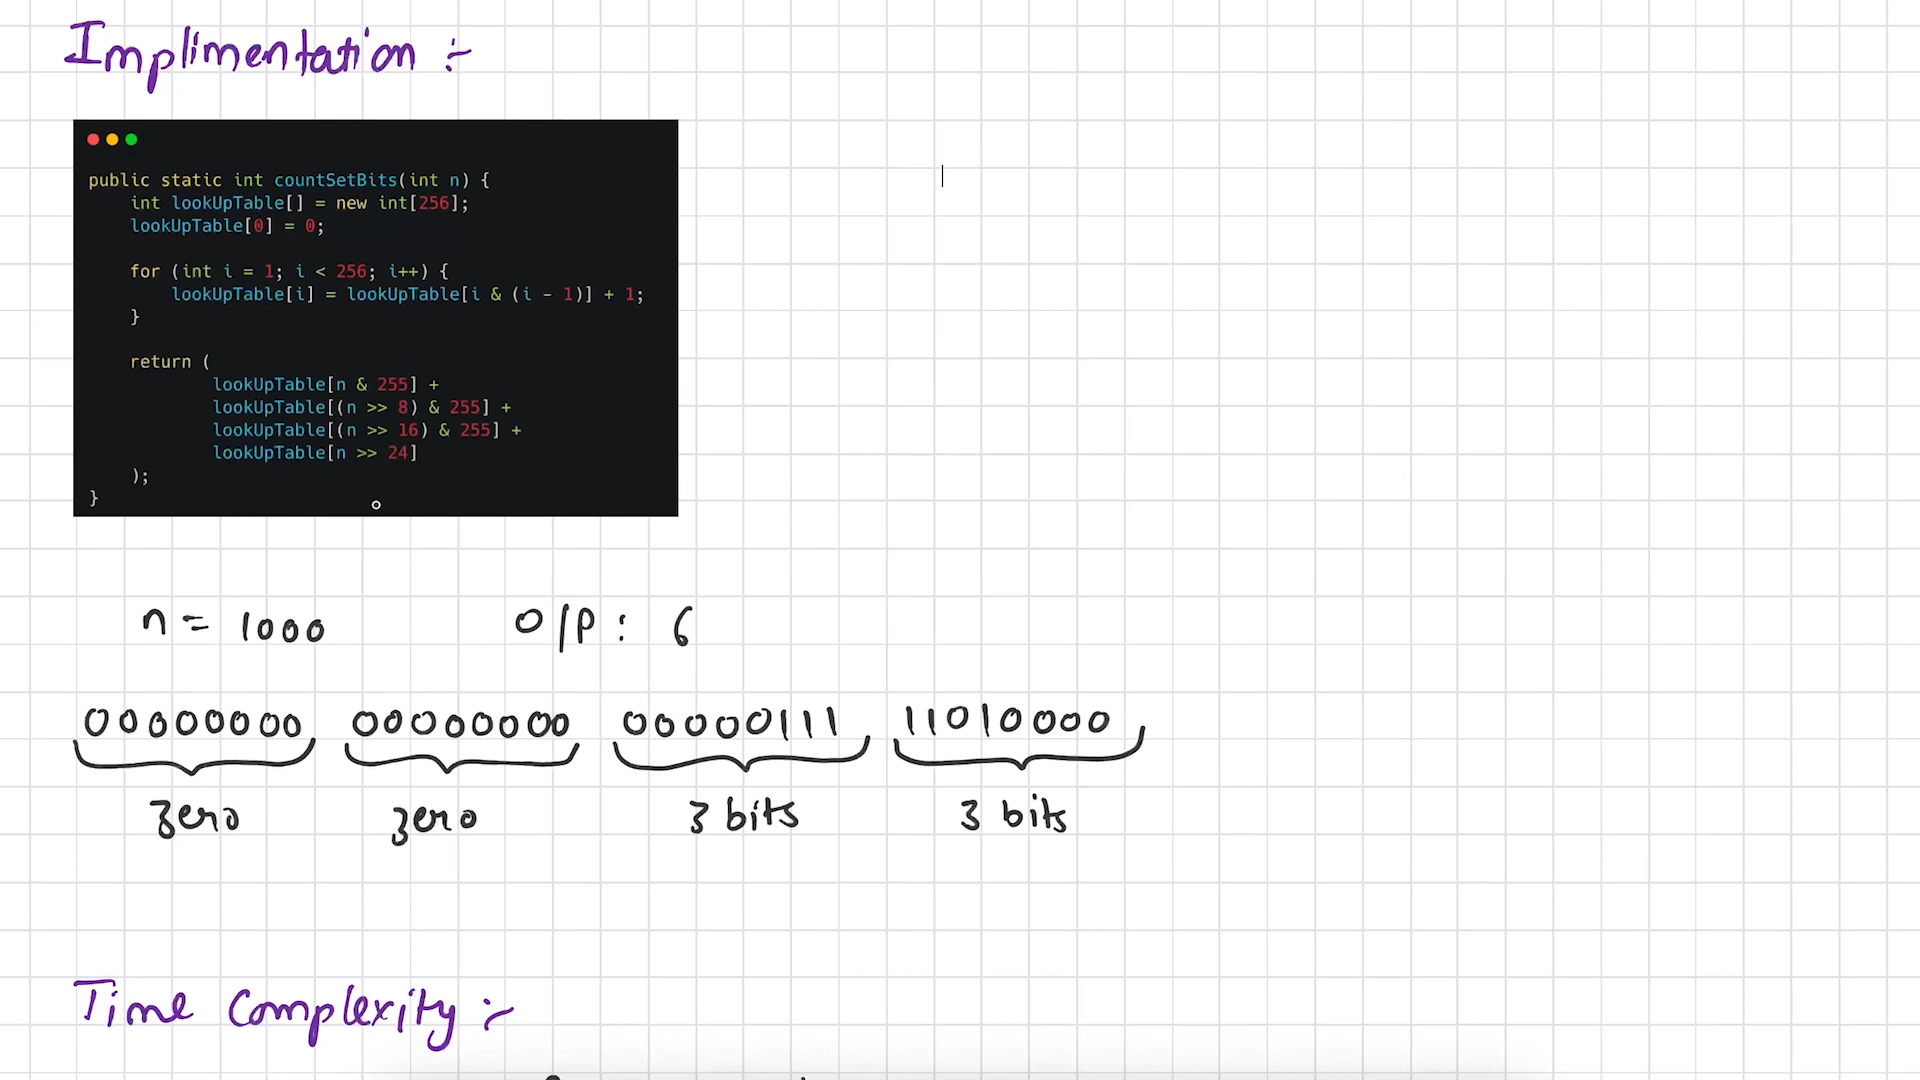 Implimentation :-
public static int countSetBits(int n) {
int lookUpTable[] = new int[256];
lookUpTable[0] = 0;
for (int i = 1; i < 256; i++) {
lookUpTable[i] = lookUpTable[i & (i - 1)] + 1;
}
return (
lookUpTable[n & 255] +
lookUpTable[(n >> 8) & 255] +
lookUpTable[(n >> 16) & 255] +
lookUpTable[n >> 24]
);
}
n = 1000 O/P : 6
00000000 00000000 00000111 11010000
zero zero 3 bits 3 bits
Time Complexity :-